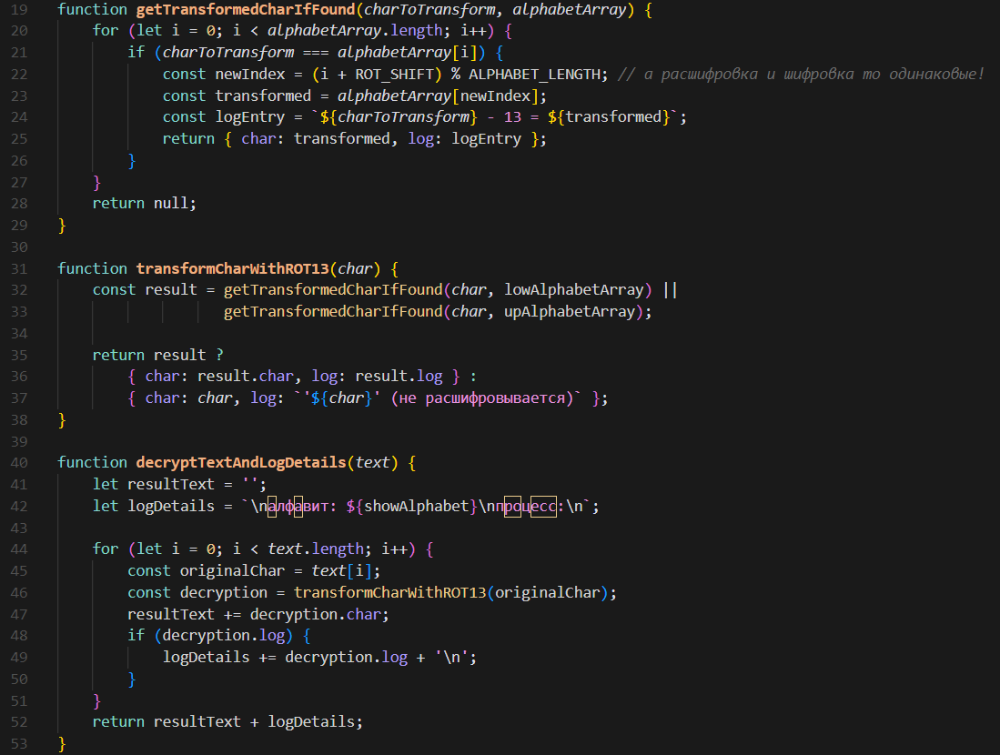 19 function getTransformedCharIfFound(charToTransform, alphabetArray) {
20     for (let i = 0; i < alphabetArray.length; i++) {
21         if (charToTransform === alphabetArray[i]) {
22             const newIndex = (i + ROT_SHIFT) % ALPHABET_LENGTH; // а расшифровка и шифровка то одинаковые!
23             const transformed = alphabetArray[newIndex];
24             const logEntry = `${charToTransform} - 13 = ${transformed}`;
25             return { char: transformed, log: logEntry };
26         }
27     }
28     return null;
29 }
30
31 function transformCharWithROT13(char) {
32     const result = getTransformedCharIfFound(char, lowAlphabetArray) ||
33                    getTransformedCharIfFound(char, upAlphabetArray);
34
35     return result ?
36         { char: result.char, log: result.log } :
37         { char: char, log: `'${char}' (не расшифровывается)` };
38 }
39
40 function decryptTextAndLogDetails(text) {
41     let resultText = '';
42     let logDetails = `\nалфавит: ${showAlphabet}\nпроцесс:\n`;
43
44     for (let i = 0; i < text.length; i++) {
45         const originalChar = text[i];
46         const decryption = transformCharWithROT13(originalChar);
47         resultText += decryption.char;
48         if (decryption.log) {
49             logDetails += decryption.log + '\n';
50         }
51     }
52     return resultText + logDetails;
53 }